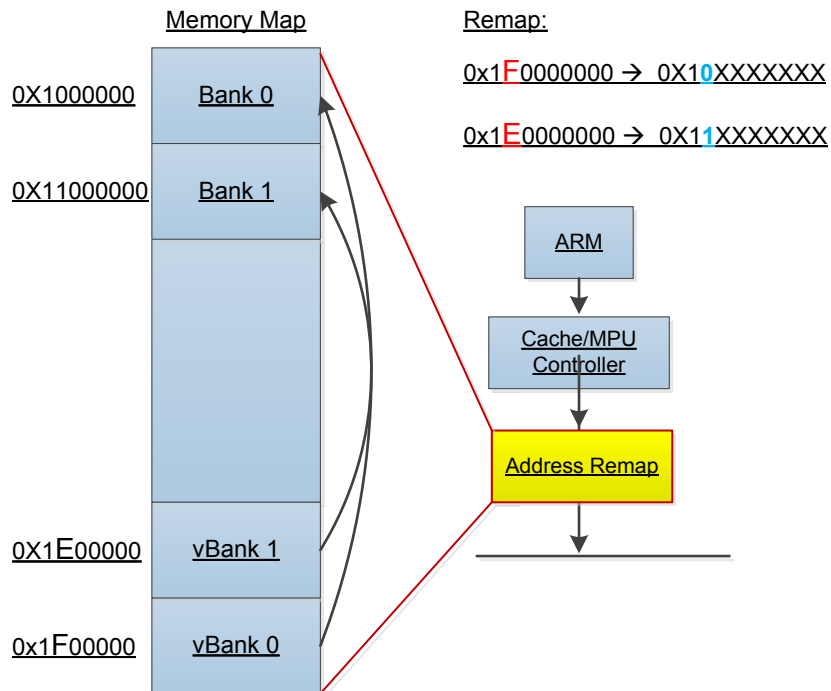 Memory Map
Remap:
0X1000000
Bank 0
0x1F0000000 → 0X10XXXXXXX
0x1E0000000 → 0X11XXXXXXX
0X11000000
Bank 1
ARM
Cache/MPU
Controller
Address Remap
0X1E00000
vBank 1
0x1F00000
vBank 0